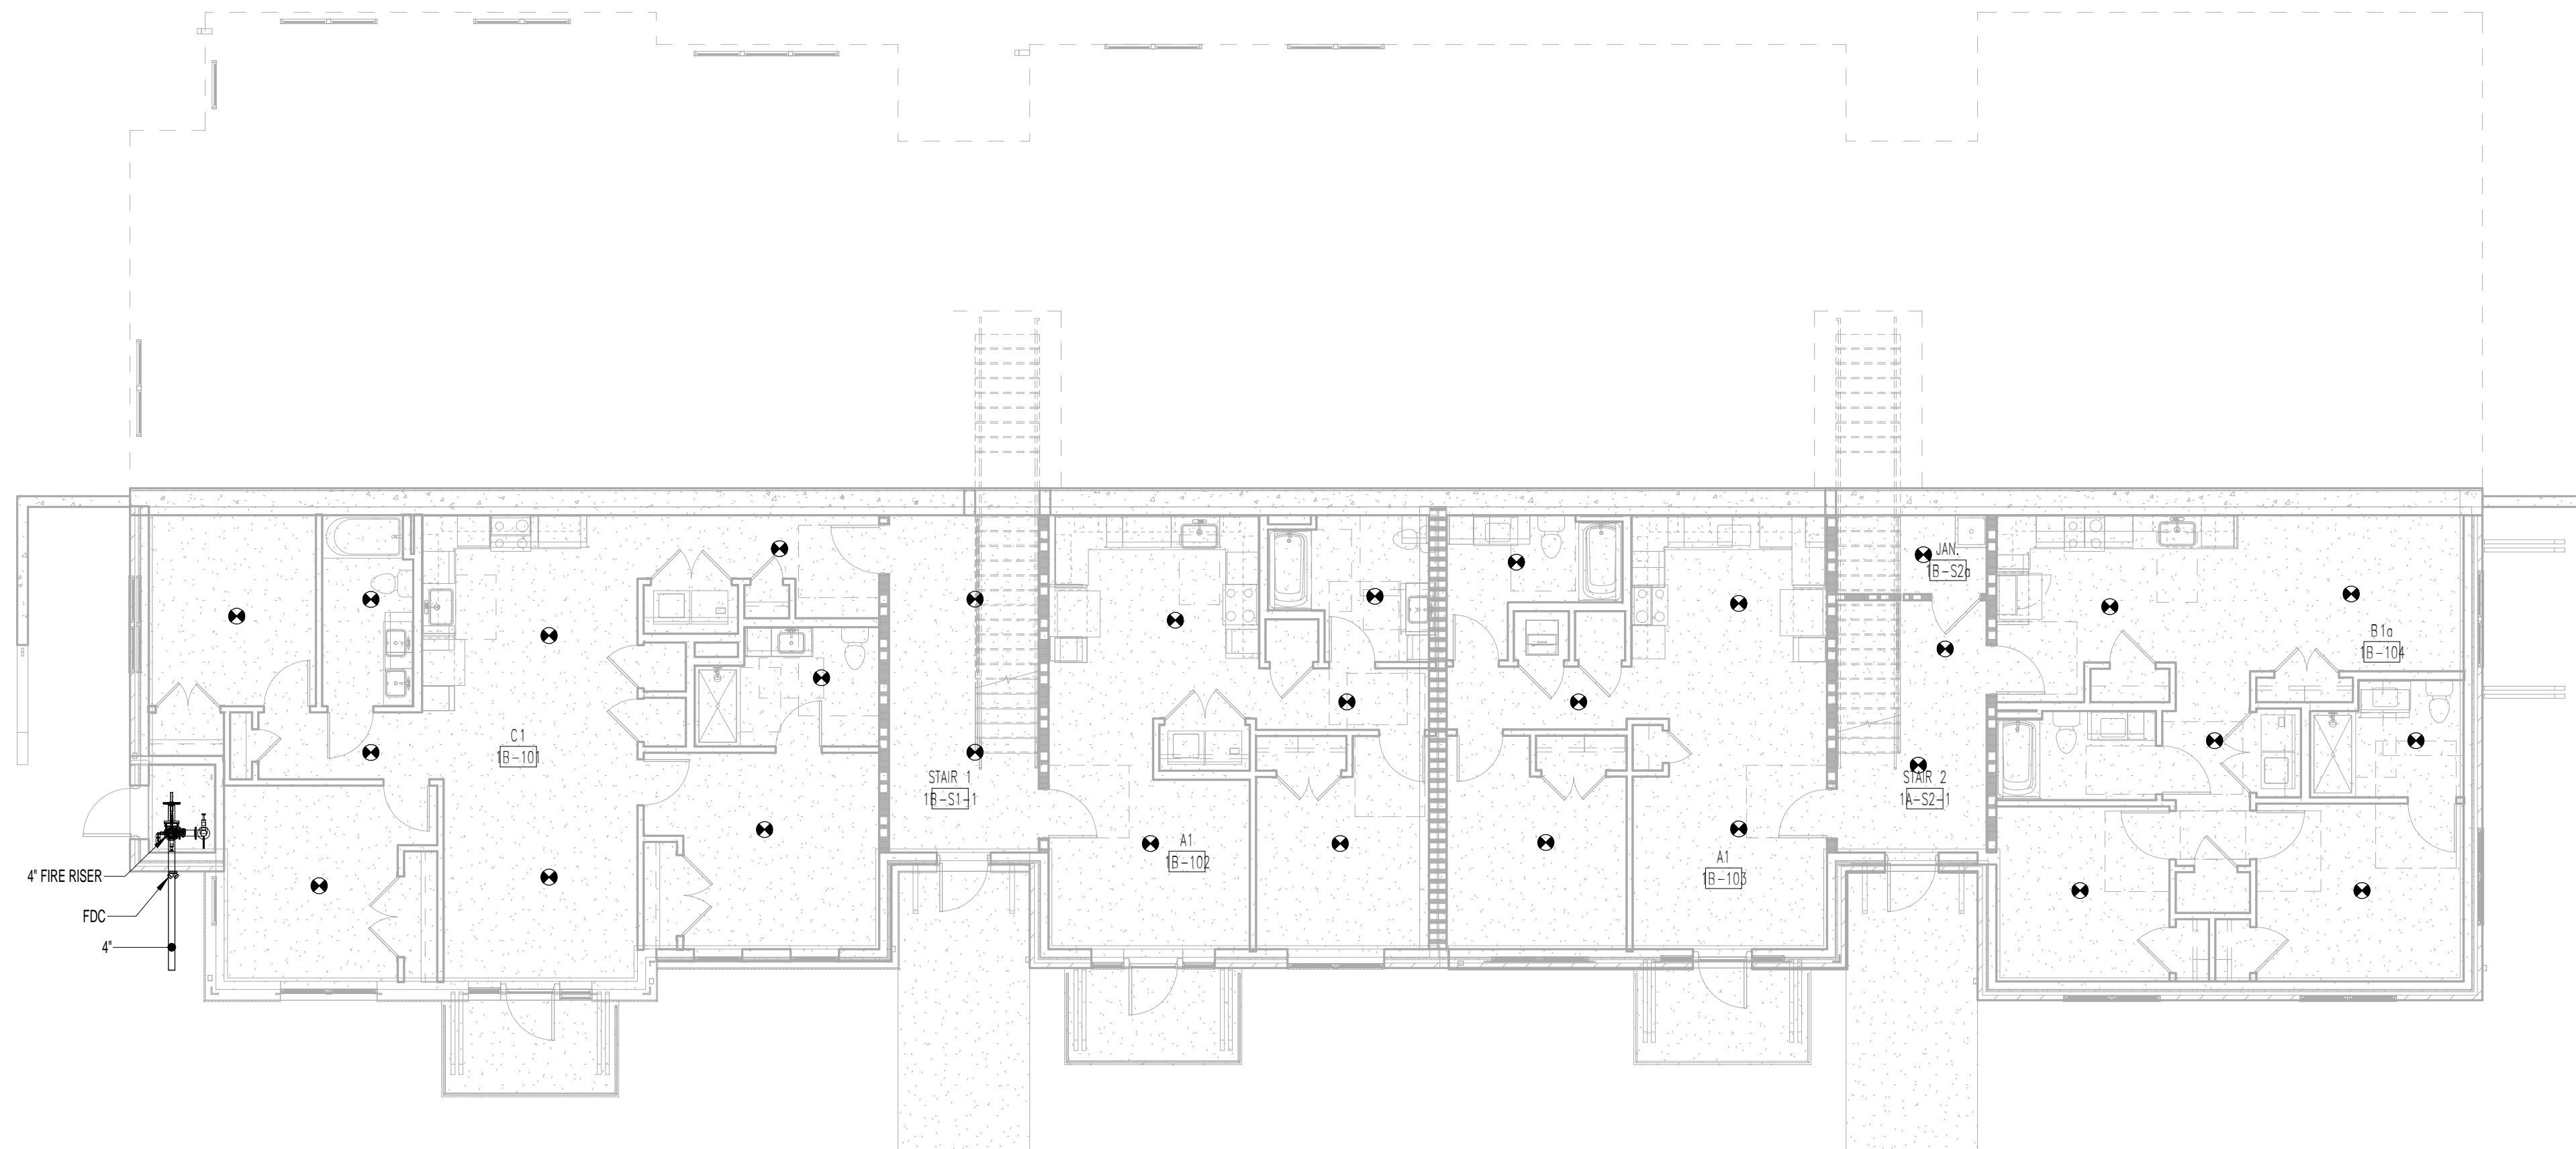 JAN.
1B-S2a
B1a
1B-104
C1
1B-101
STAIR 1
1B-S1-1
STAIR 2
1A-S2-1
A1
1B-102
A1
1B-103
4" FIRE RISER
FDC
4"